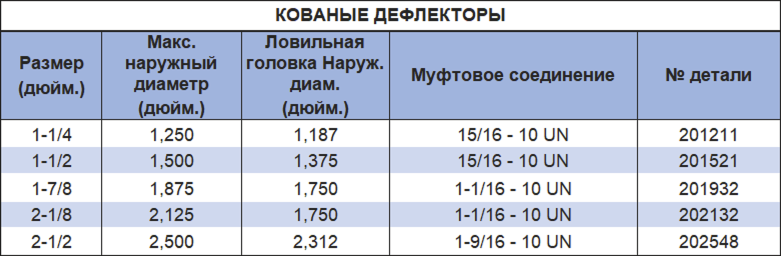 КОВАНЫЕ ДЕФЛЕКТОРЫ
Размер (дюйм.) Макс. наружный диаметр (дюйм.) Ловильная головка Наруж. диам. (дюйм.) Муфтовое соединение № детали
1-1/4 1,250 1,187 15/16 - 10 UN 201211
1-1/2 1,500 1,375 15/16 - 10 UN 201521
1-7/8 1,875 1,750 1-1/16 - 10 UN 201932
2-1/8 2,125 1,750 1-1/16 - 10 UN 202132
2-1/2 2,500 2,312 1-9/16 - 10 UN 202548